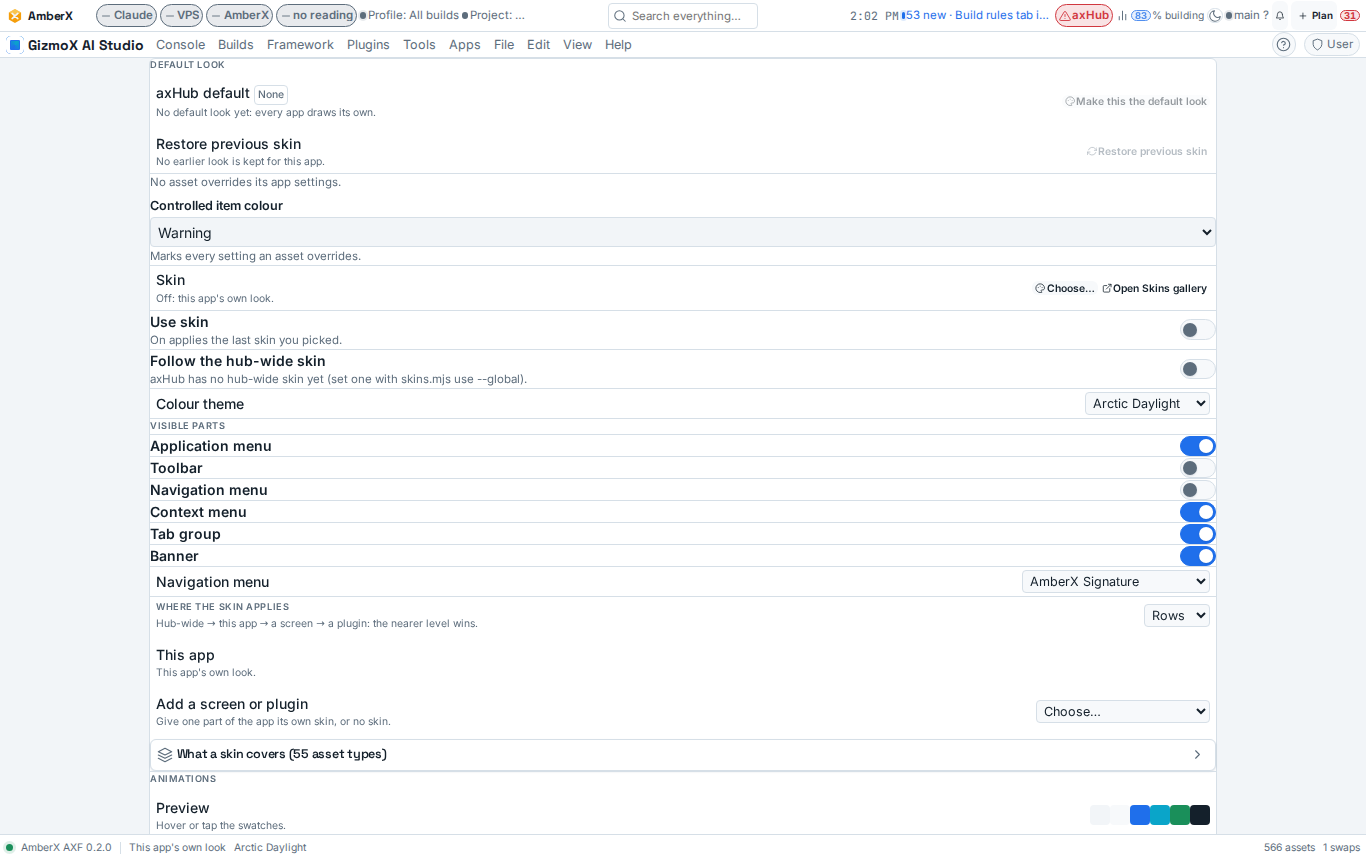 AmberX — Claude — VPS — AmberX — no reading Profile: All builds Project: ... Search everything... 2:02 PM 53 new · Build rules tab i... axHub 83 % building main ? + Plan 31
GizmoX AI Studio Console Builds Framework Plugins Tools Apps File Edit View Help User
DEFAULT LOOK
axHub default None
No default look yet: every app draws its own.
Make this the default look
Restore previous skin
No earlier look is kept for this app.
Restore previous skin
No asset overrides its app settings.
Controlled item colour
Warning
Marks every setting an asset overrides.
Skin
Off: this app's own look.
Choose... Open Skins gallery
Use skin
On applies the last skin you picked.
Follow the hub-wide skin
axHub has no hub-wide skin yet (set one with skins.mjs use --global).
Colour theme Arctic Daylight
VISIBLE PARTS
Application menu
Toolbar
Navigation menu
Context menu
Tab group
Banner
Navigation menu AmberX Signature
WHERE THE SKIN APPLIES
Hub-wide → this app → a screen → a plugin: the nearer level wins.
Rows
This app
This app's own look.
Add a screen or plugin
Give one part of the app its own skin, or no skin.
Choose...
What a skin covers (55 asset types)
ANIMATIONS
Preview
Hover or tap the swatches.
AmberX AXF 0.2.0 This app's own look Arctic Daylight 566 assets 1 swaps